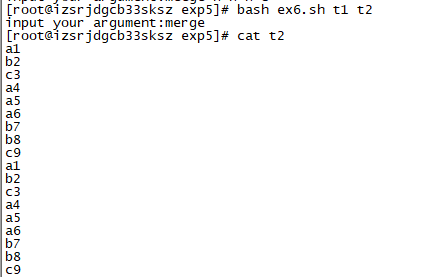 [root@izsrjdgcb33sksz exp5]# bash ex6.sh t1 t2
input your argument:merge
[root@izsrjdgcb33sksz exp5]# cat t2
a1
b2
c3
a4
a5
a6
b7
b8
c9
a1
b2
c3
a4
a5
a6
b7
b8
c9